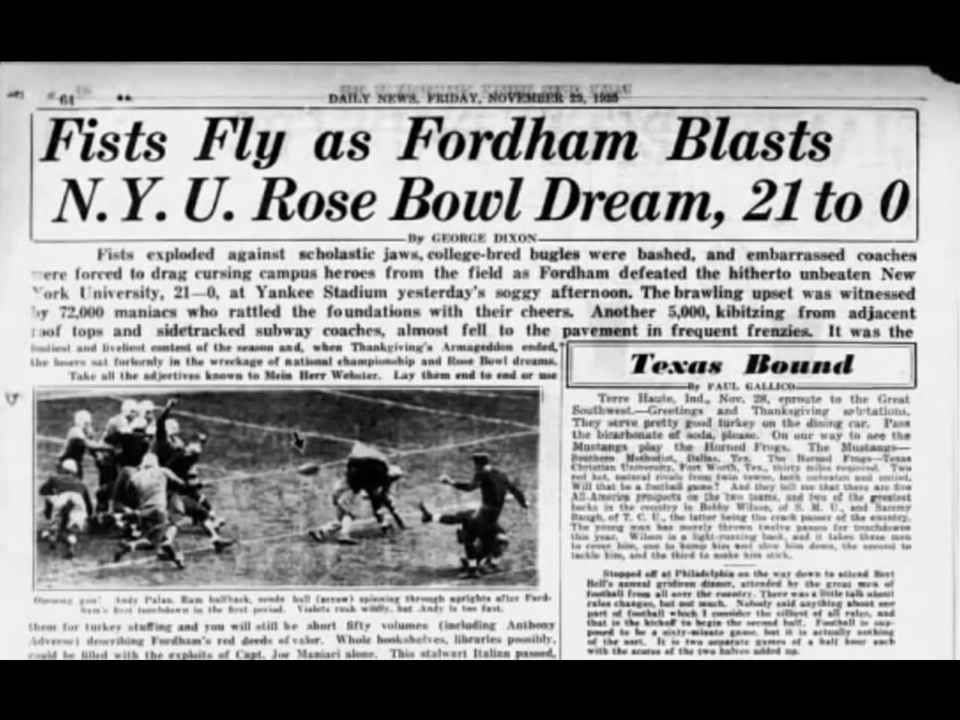 64 **
DAILY NEWS, FRIDAY, NOVEMBER 29, 1935
Fists Fly as Fordham Blasts
N. Y. U. Rose Bowl Dream, 21 to 0
By GEORGE DIXON
Fists exploded against scholastic jaws, college-bred bugles were bashed, and embarrassed coaches
were forced to drag cursing campus heroes from the field as Fordham defeated the hitherto unbeaten New
York University, 21—0, at Yankee Stadium yesterday's soggy afternoon. The brawling upset was witnessed
by 72,000 maniacs who rattled the foundations with their cheers. Another 5,000, kibitzing from adjacent
roof tops and sidetracked subway coaches, almost fell to the pavement in frequent frenzies. It was the
and liveliest contest of the season and, when Thankgiving's Armageddon ended,
the losers sat forlornly in the wreckage of national championship and Rose Bowl dreams.
Take all the adjectives known to Mein Herr Webster. Lay them end to end or use
Opening gun! Andy Palau, Ram halfback, sends ball (arrow) spinning through uprights after Ford-
ham's first touchdown in the first period. Violets rush wildly, but Andy is too fast.
them for turkey stuffing and you will still be short fifty volumes (including Anthony
Adverse) describing Fordham's red deeds of valor. Whole bookshelves, libraries possibly,
could be filled with the exploits of Capt. Joe Maniaci alone. This stalwart Italian passed,
Texas Bound
By PAUL GALLICO
Terre Haute, Ind., Nov. 28, enproute to the Great
Southwest.—Greetings and Thanksgiving salutations.
They serve pretty good turkey on the dining car. Pass
the bicarbonate of soda, please. On our way to see the
Mustangs play the Horned Frogs. The Mustangs—
Southern Methodist, Dallas, Tex. The Horned Frogs—Texas
Christian University, Fort Worth, Tex., thirty miles removed. Two
red hot, natural rivals from twin towns, both unbeaten and untied.
Will that be a football game! And they tell me that there are five
All-America prospects on the two teams, and two of the greatest
backs in the country in Bobby Wilson, of S. M. U., and Sammy
Baugh, of T. C. U., the latter being the crack passer of the country.
The young man has merely thrown twelve passes for touchdowns
this year. Wilson is a light-running back, and it takes three men
to cover him, one to bump him and slow him down, the second to
tackle him, and the third to make him stick.
Stopped off at Philadelphia on the way down to attend Bert
Bell's annual gridiron dinner, attended by the great men of
football from all over the country. There was a little talk about
rules changes, but not much. Nobody said anything about one
part of football which I consider the silliest of all rules, and
that is the kickoff to begin the second half. Football is sup-
posed to be a sixty-minute game, but it is actually nothing
of the sort. It is two separate games of a half hour each
with the scores of the two halves added up.